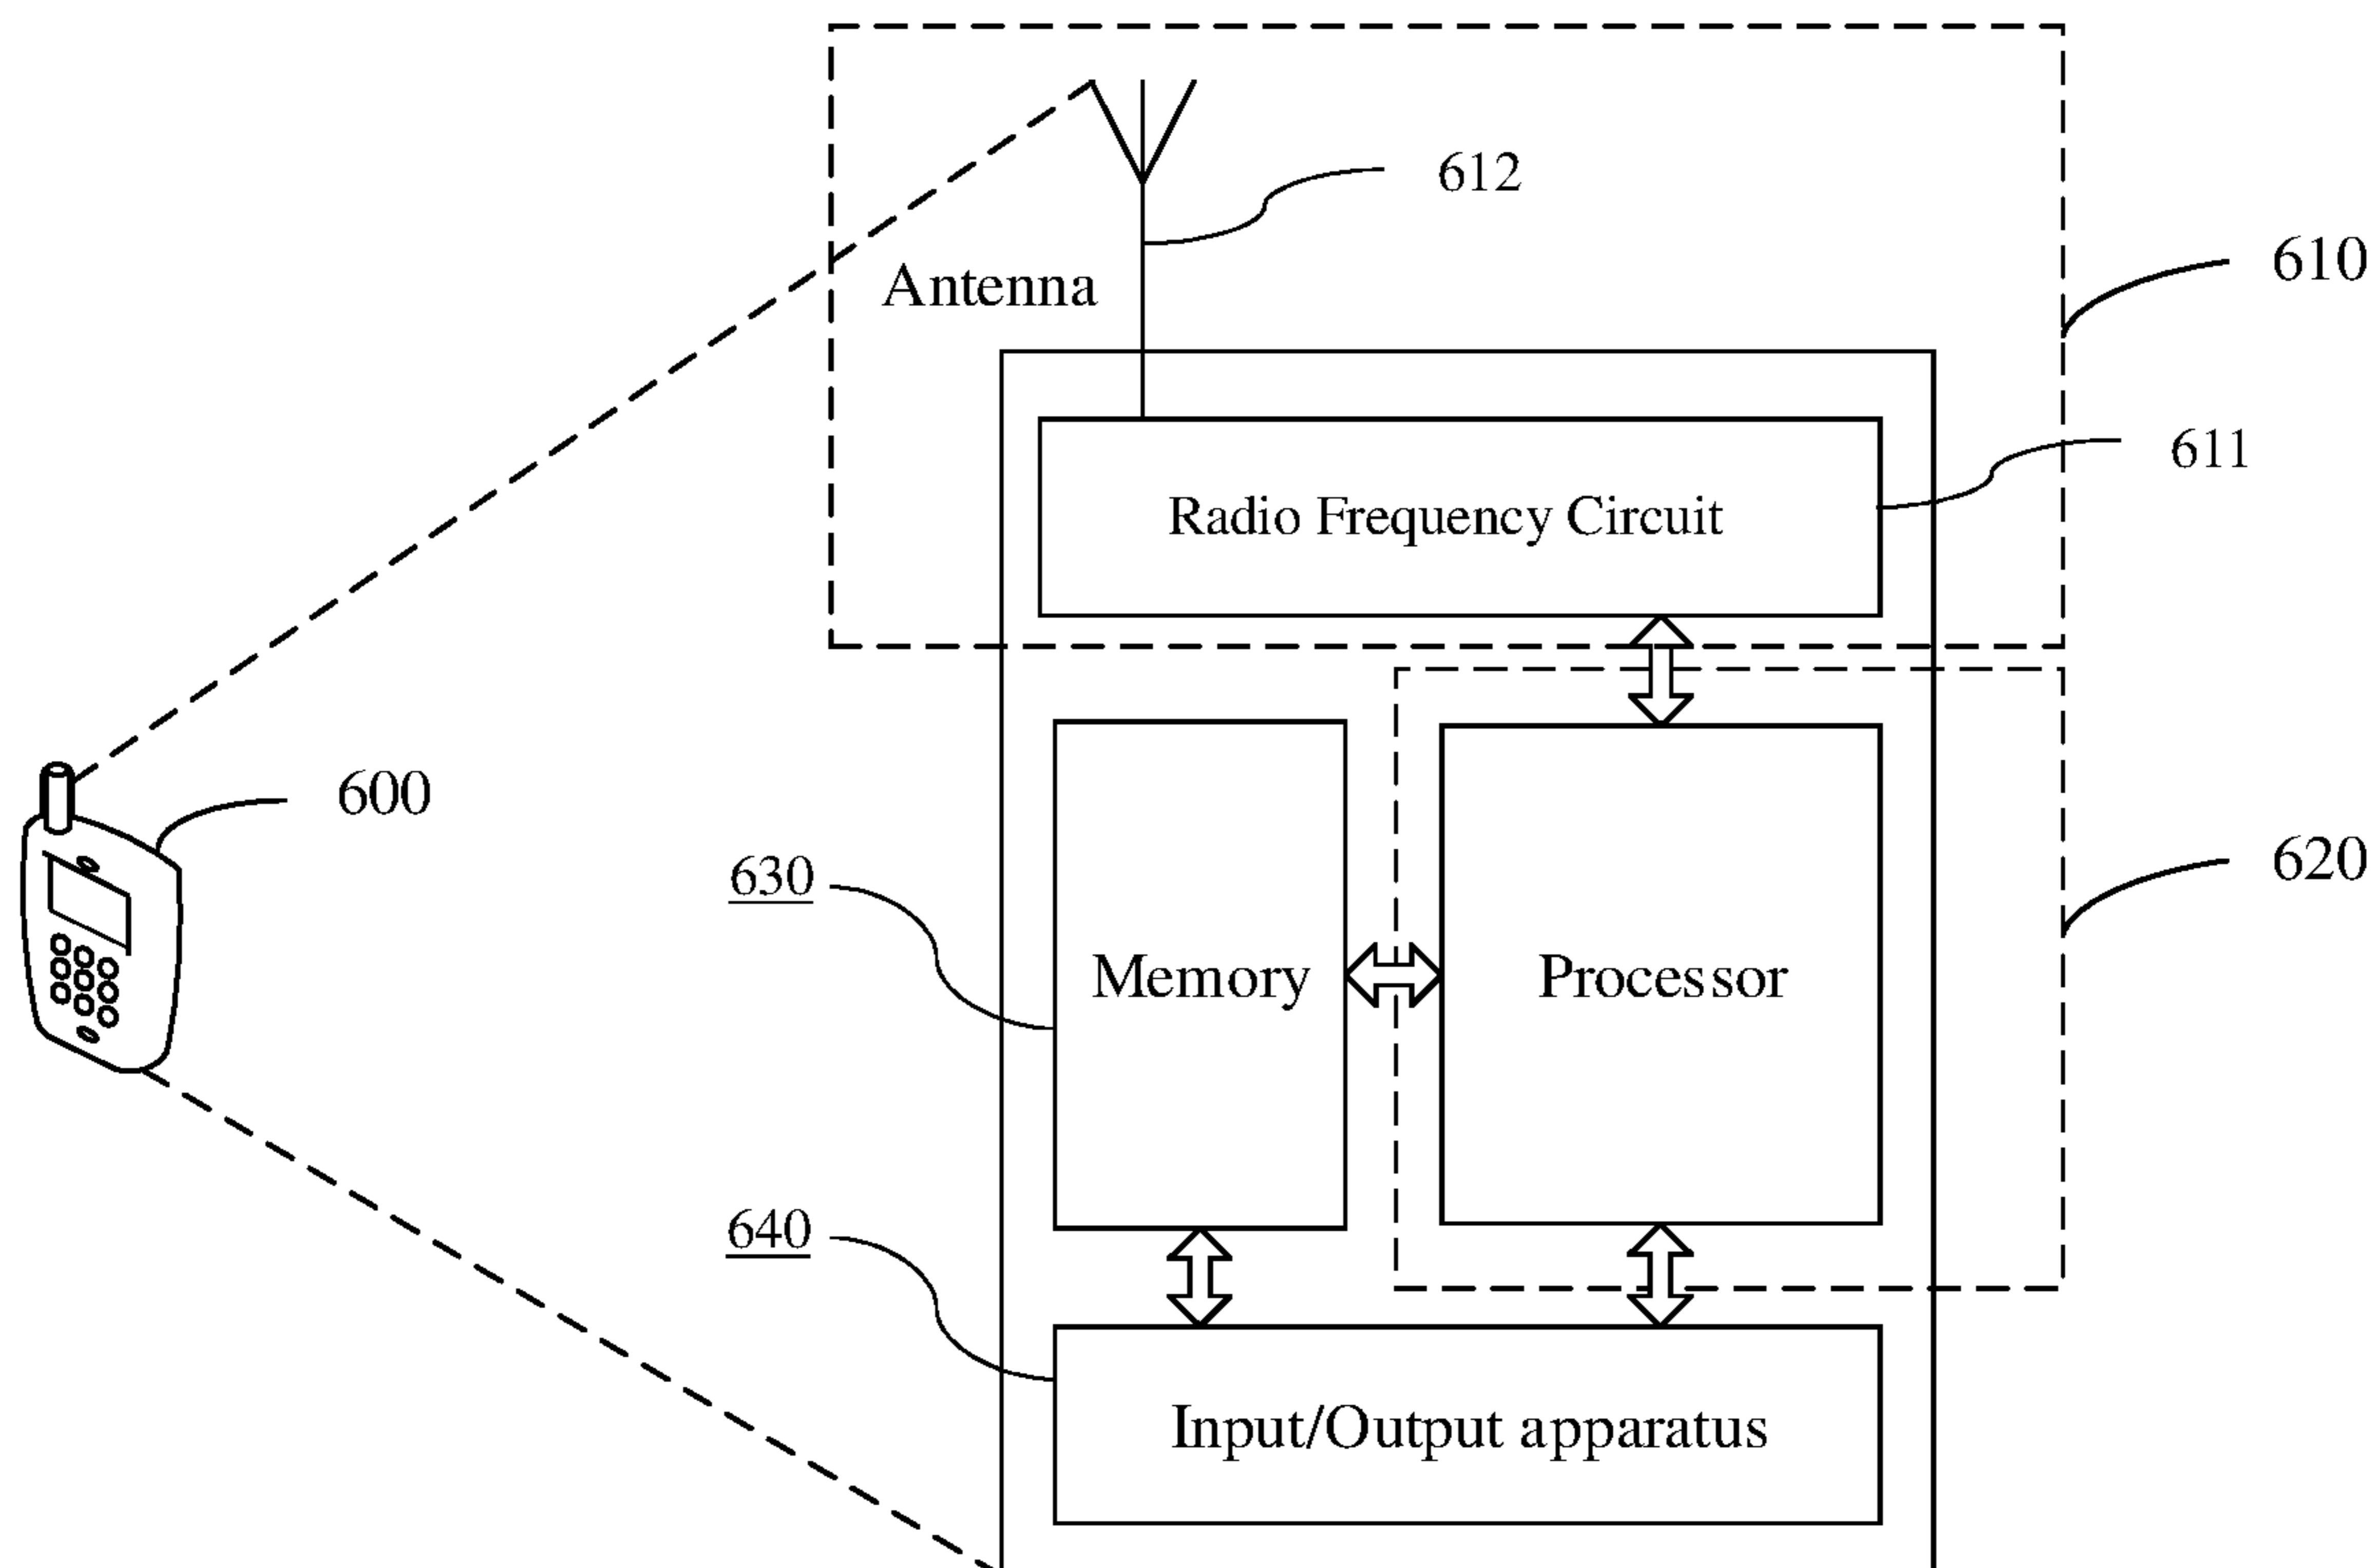 612
610
Antenna
611
Radio Frequency Circuit
600
630
620
Memory
Processor
640
Input/Output apparatus